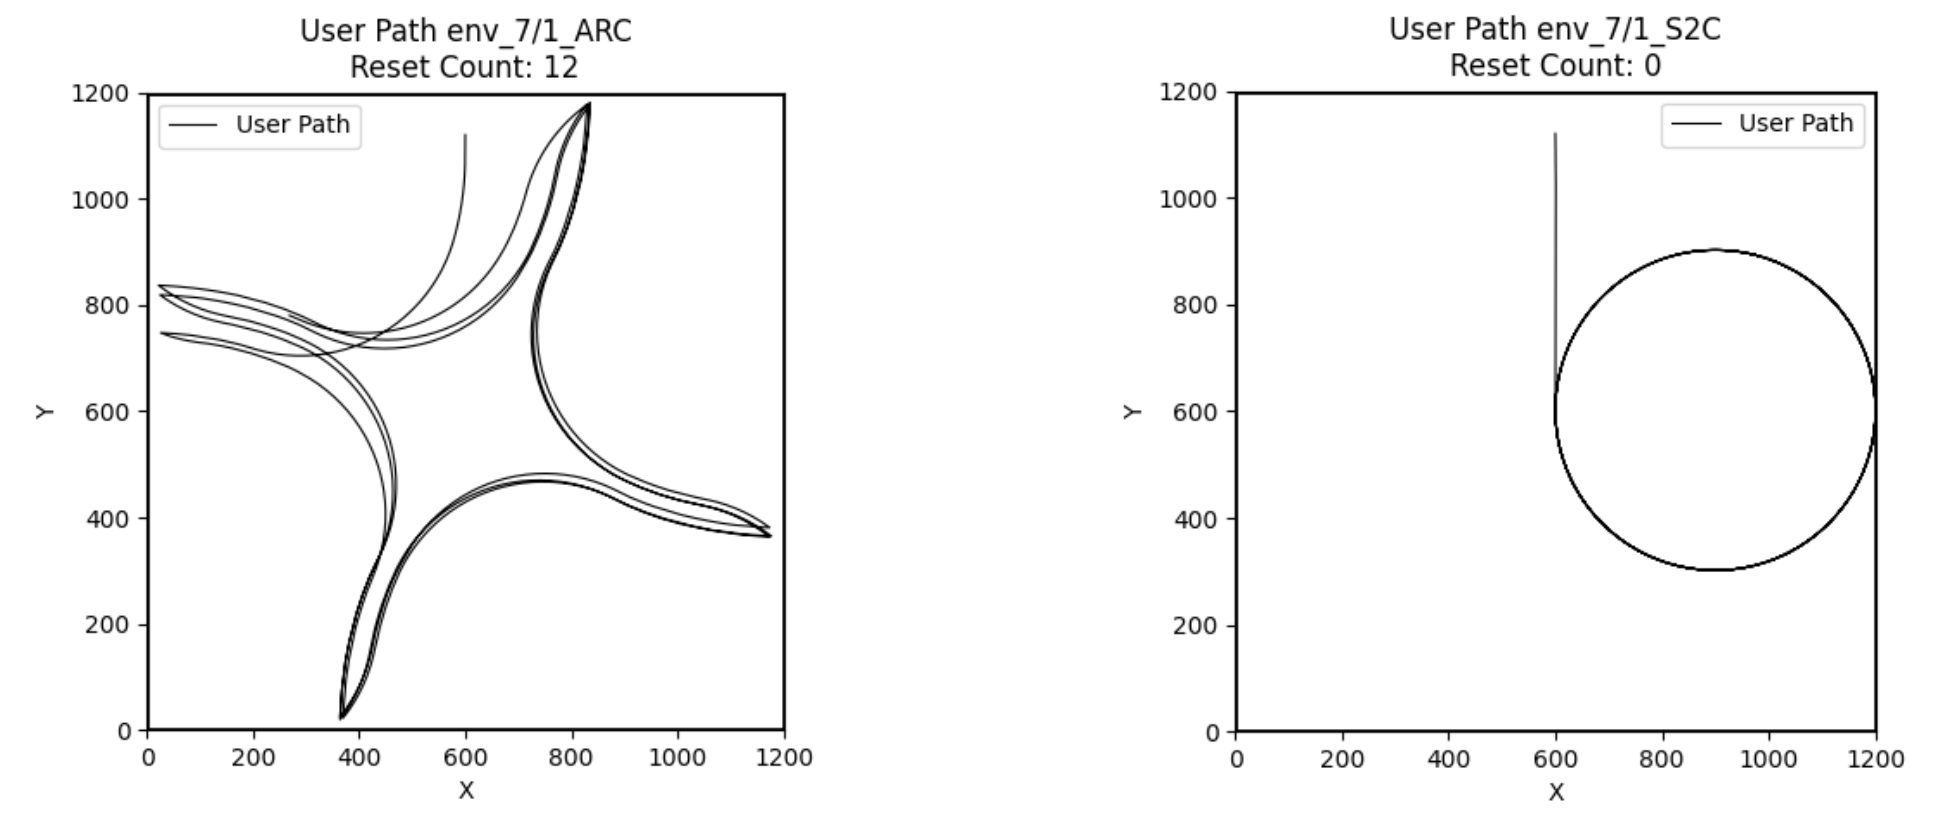 User Path env_7/1_ARC
Reset Count: 12
User Path
1200
1000
800
600
400
200
0
Y
0 200 400 600 800 1000 1200
X
User Path env_7/1_S2C
Reset Count: 0
User Path
1200
1000
800
600
400
200
0
Y
0 200 400 600 800 1000 1200
X